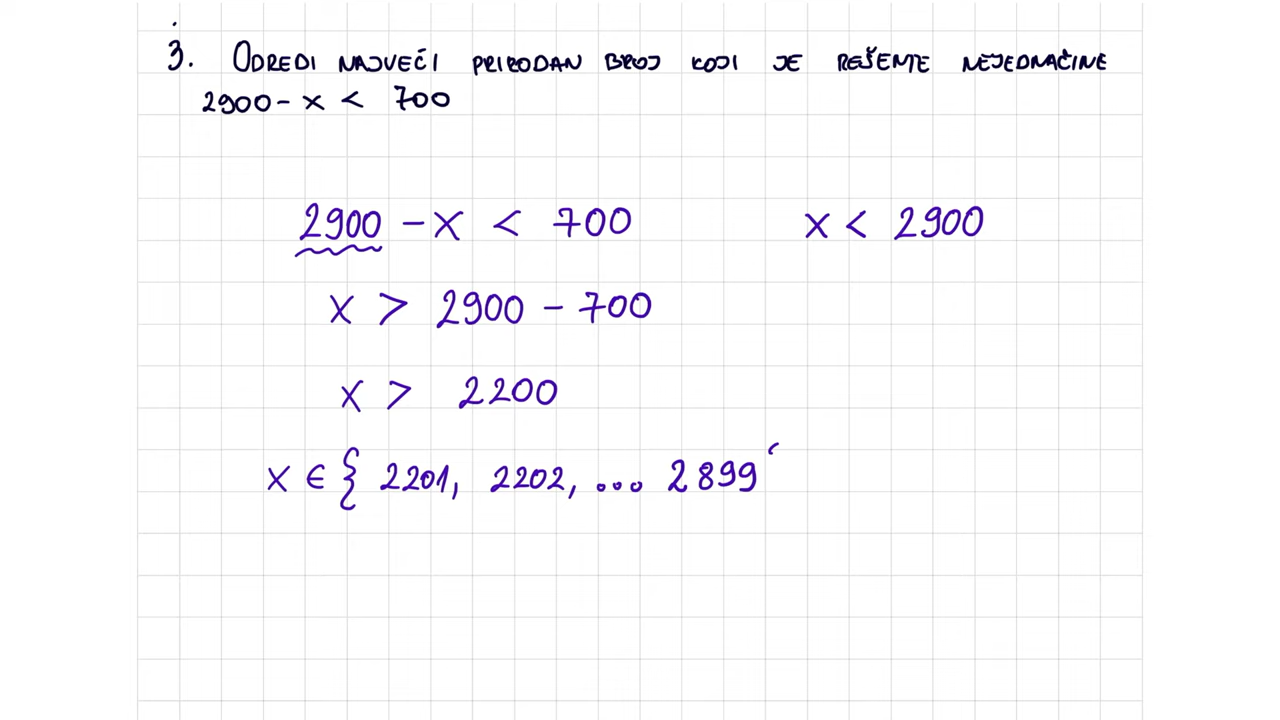 3. ODREDI NAJVEĆI PRIRODAN BROJ KOJI JE REŠENJE NEJEDNAČINE
2900 - x < 700
2900 - x < 700 x < 2900
x > 2900 - 700
x > 2200
x ∈ { 2201, 2202, ... 2899